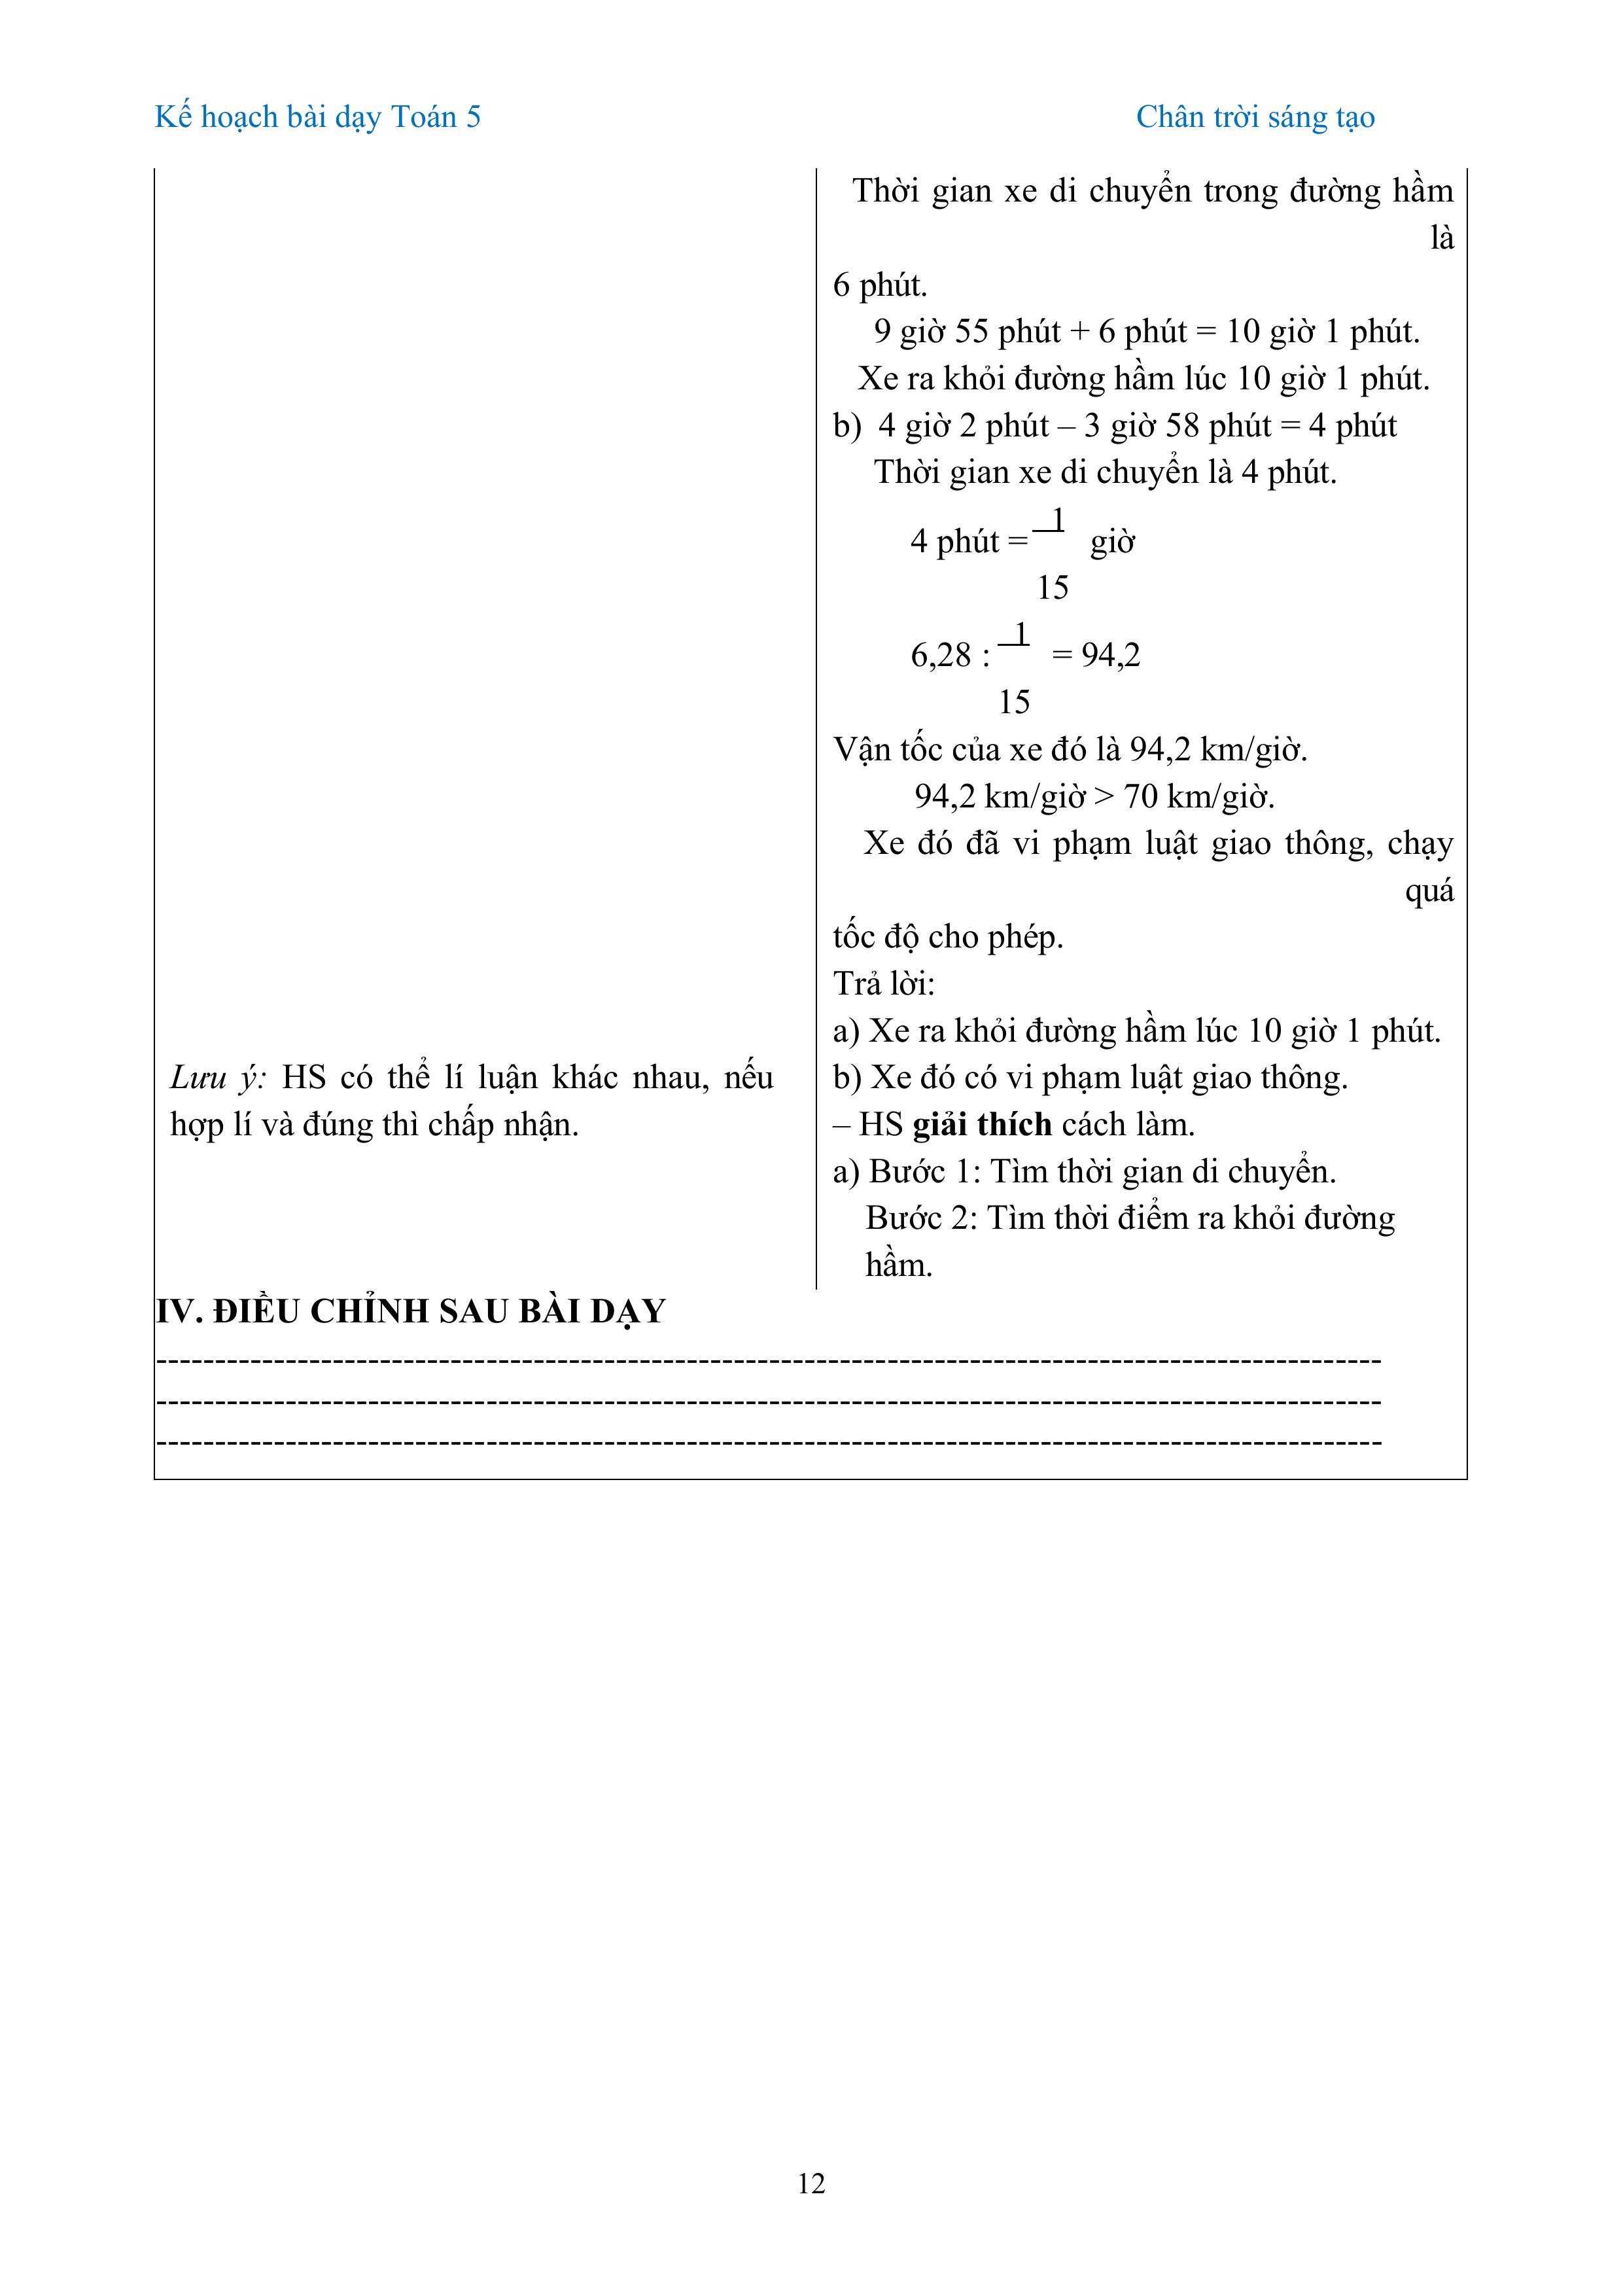 Kế hoạch bài dạy Toán 5 Chân trời sáng tạo
Thời gian xe di chuyển trong đường hầm
là
6 phút.
9 giờ 55 phút + 6 phút = 10 giờ 1 phút.
Xe ra khỏi đường hầm lúc 10 giờ 1 phút.
b) 4 giờ 2 phút – 3 giờ 58 phút = 4 phút
Thời gian xe di chuyển là 4 phút.
1
4 phút = giờ
15
1
6,28 : = 94,2
15
Vận tốc của xe đó là 94,2 km/giờ.
94,2 km/giờ > 70 km/giờ.
Xe đó đã vi phạm luật giao thông, chạy
quá
tốc độ cho phép.
Trả lời:
a) Xe ra khỏi đường hầm lúc 10 giờ 1 phút.
b) Xe đó có vi phạm luật giao thông.
– HS giải thích cách làm.
a) Bước 1: Tìm thời gian di chuyển.
Bước 2: Tìm thời điểm ra khỏi đường
hầm.
Lưu ý: HS có thể lí luận khác nhau, nếu
hợp lí và đúng thì chấp nhận.
IV. ĐIỀU CHỈNH SAU BÀI DẠY
12